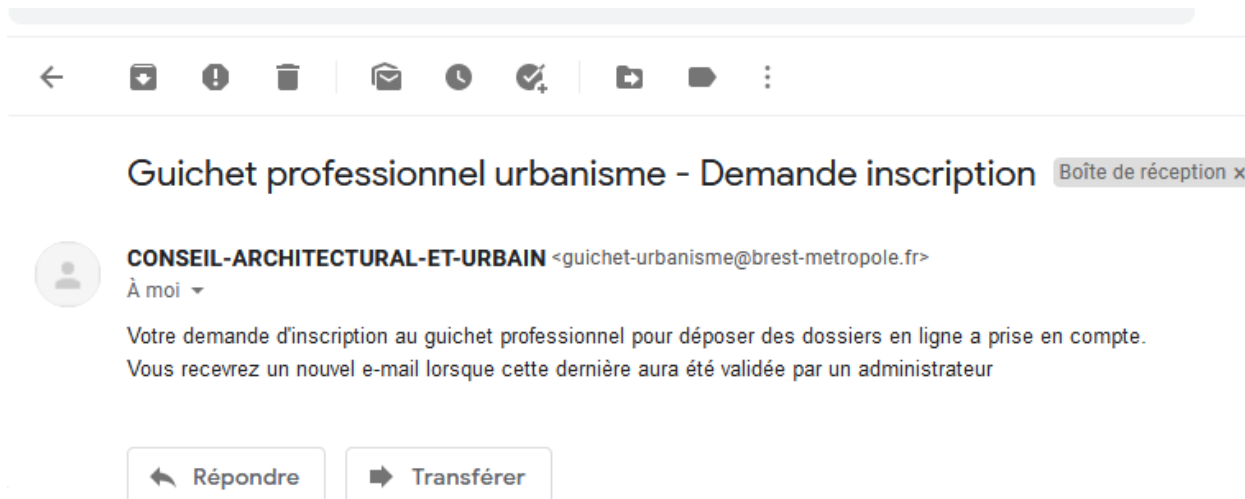 Guichet professionnel urbanisme - Demande inscription Boîte de réception x
CONSEIL-ARCHITECTURAL-ET-URBAIN <guichet-urbanisme@brest-metropole.fr>
À moi
Votre demande d'inscription au guichet professionnel pour déposer des dossiers en ligne a prise en compte.
Vous recevrez un nouvel e-mail lorsque cette dernière aura été validée par un administrateur
Répondre Transférer